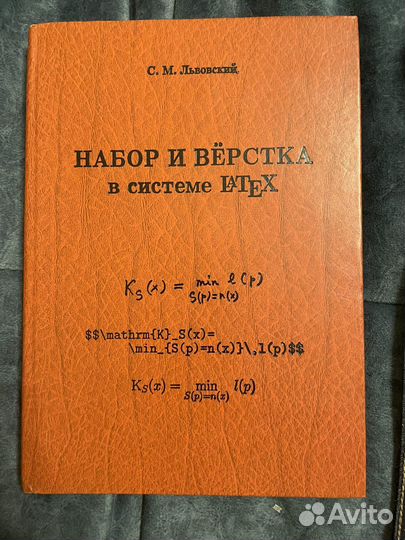 С. М. Львовский
НАБОР И ВЁРСТКА
в системе LATEX
K_S(x) = min l(p)
S(p)=n(x)
$$\mathrm{K}_S(x)=
\min_{S(p)=n(x)}\,l(p)$$
K_S(x) = min l(p)
S(p)=n(x)
Avito